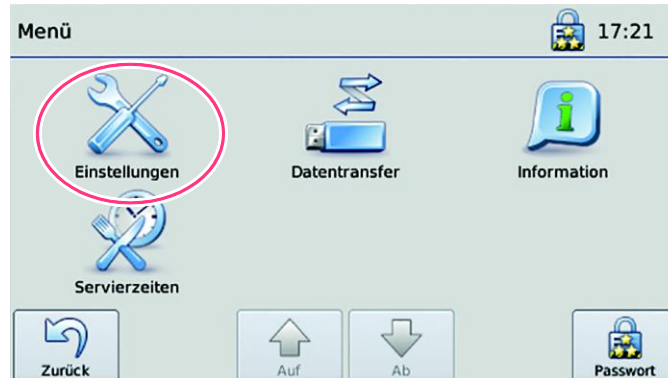 Menü
17:21
Einstellungen
Datentransfer
Information
Servierzeiten
Zurück
Auf
Ab
Passwort